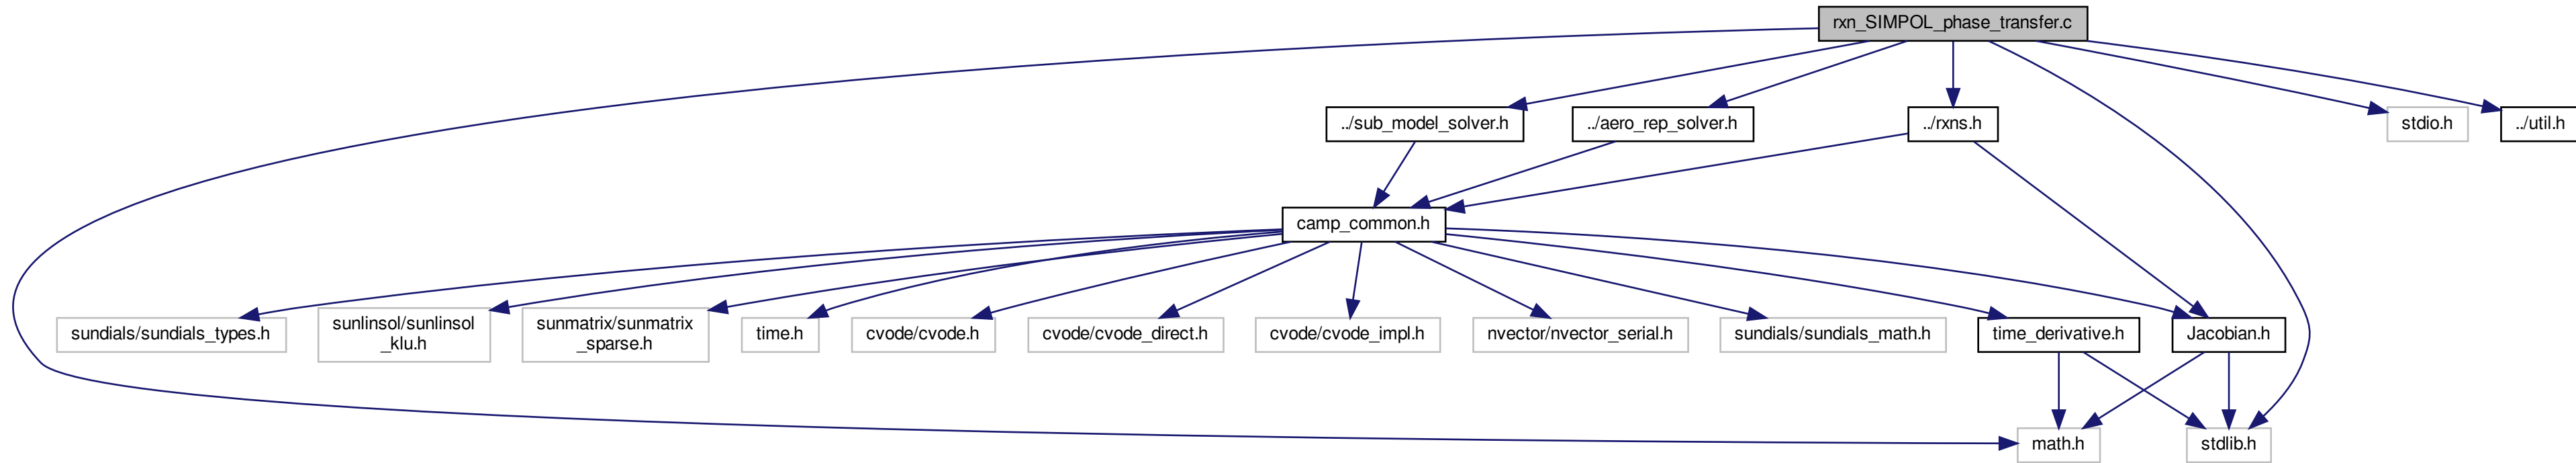 rxn_SIMPOL_phase_transfer.c
../sub_model_solver.h
../aero_rep_solver.h
../rxns.h
stdio.h
../util.h
camp_common.h
sundials/sundials_types.h
sunlinsol/sunlinsol
_klu.h
sunmatrix/sunmatrix
_sparse.h
time.h
cvode/cvode.h
cvode/cvode_direct.h
cvode/cvode_impl.h
nvector/nvector_serial.h
sundials/sundials_math.h
time_derivative.h
Jacobian.h
math.h
stdlib.h